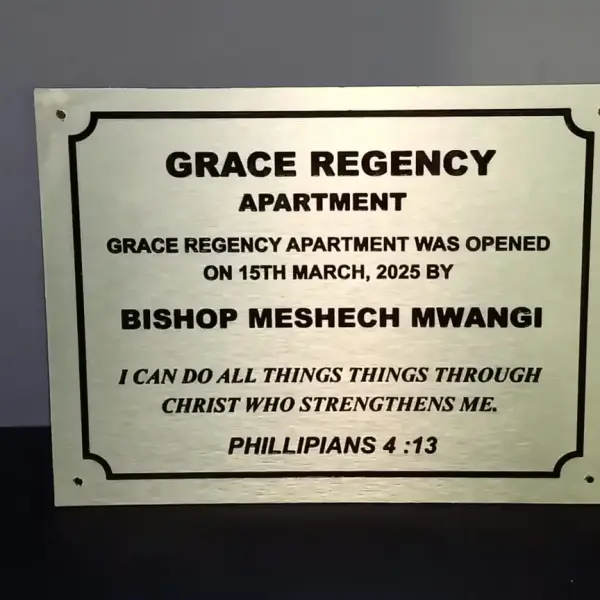 GRACE REGENCY
APARTMENT
GRACE REGENCY APARTMENT WAS OPENED
ON 15TH MARCH, 2025 BY
BISHOP MESHECH MWANGI
I CAN DO ALL THINGS THINGS THROUGH
CHRIST WHO STRENGTHENS ME.
PHILLIPIANS 4 :13